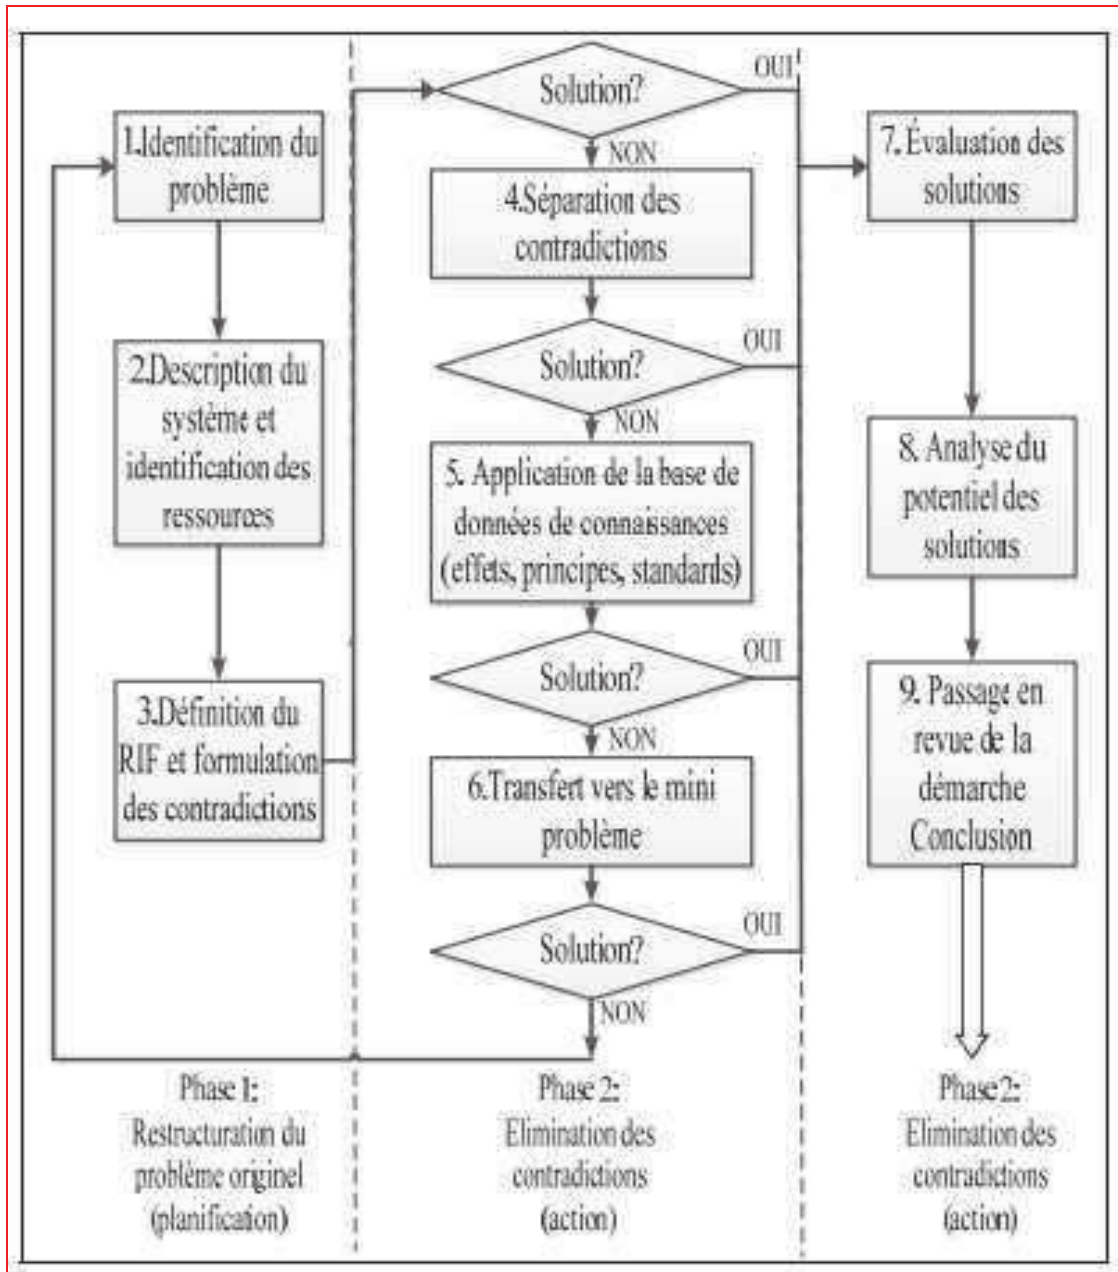 1.Identification du
problème
2.Description du
système et
identification des
ressources
3.Définition du
RIF et formulation
des contradictions
Phase 1:
Restructuration du
problème originel
(planification)
Solution?
OUI
NON
4.Séparation des
contradictions
Solution?
OUI
NON
5. Application de la base de
données de connaissances
(effets, principes, standards)
Solution?
OUI
NON
6.Transfert vers le mini
problème
Solution?
OUI
NON
Phase 2:
Elimination des
contradictions
(action)
7. Évaluation des
solutions
8. Analyse du
potentiel des
solutions
9. Passage en
revue de la
démarche
Conclusion
Phase2:
Elimination des
contradictions
(action)